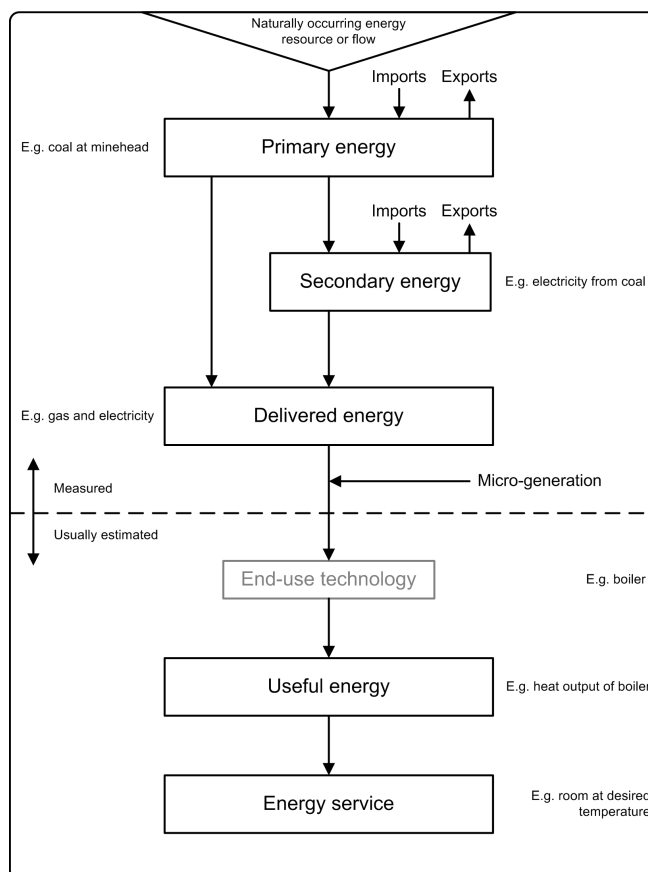 Naturally occurring energy
resource or flow
Imports Exports
E.g. coal at minehead
Primary energy
Imports Exports
Secondary energy
E.g. electricity from coal
E.g. gas and electricity
Delivered energy
Measured
Micro-generation
Usually estimated
End-use technology
E.g. boiler
Useful energy
E.g. heat output of boiler
Energy service
E.g. room at desired
temperature